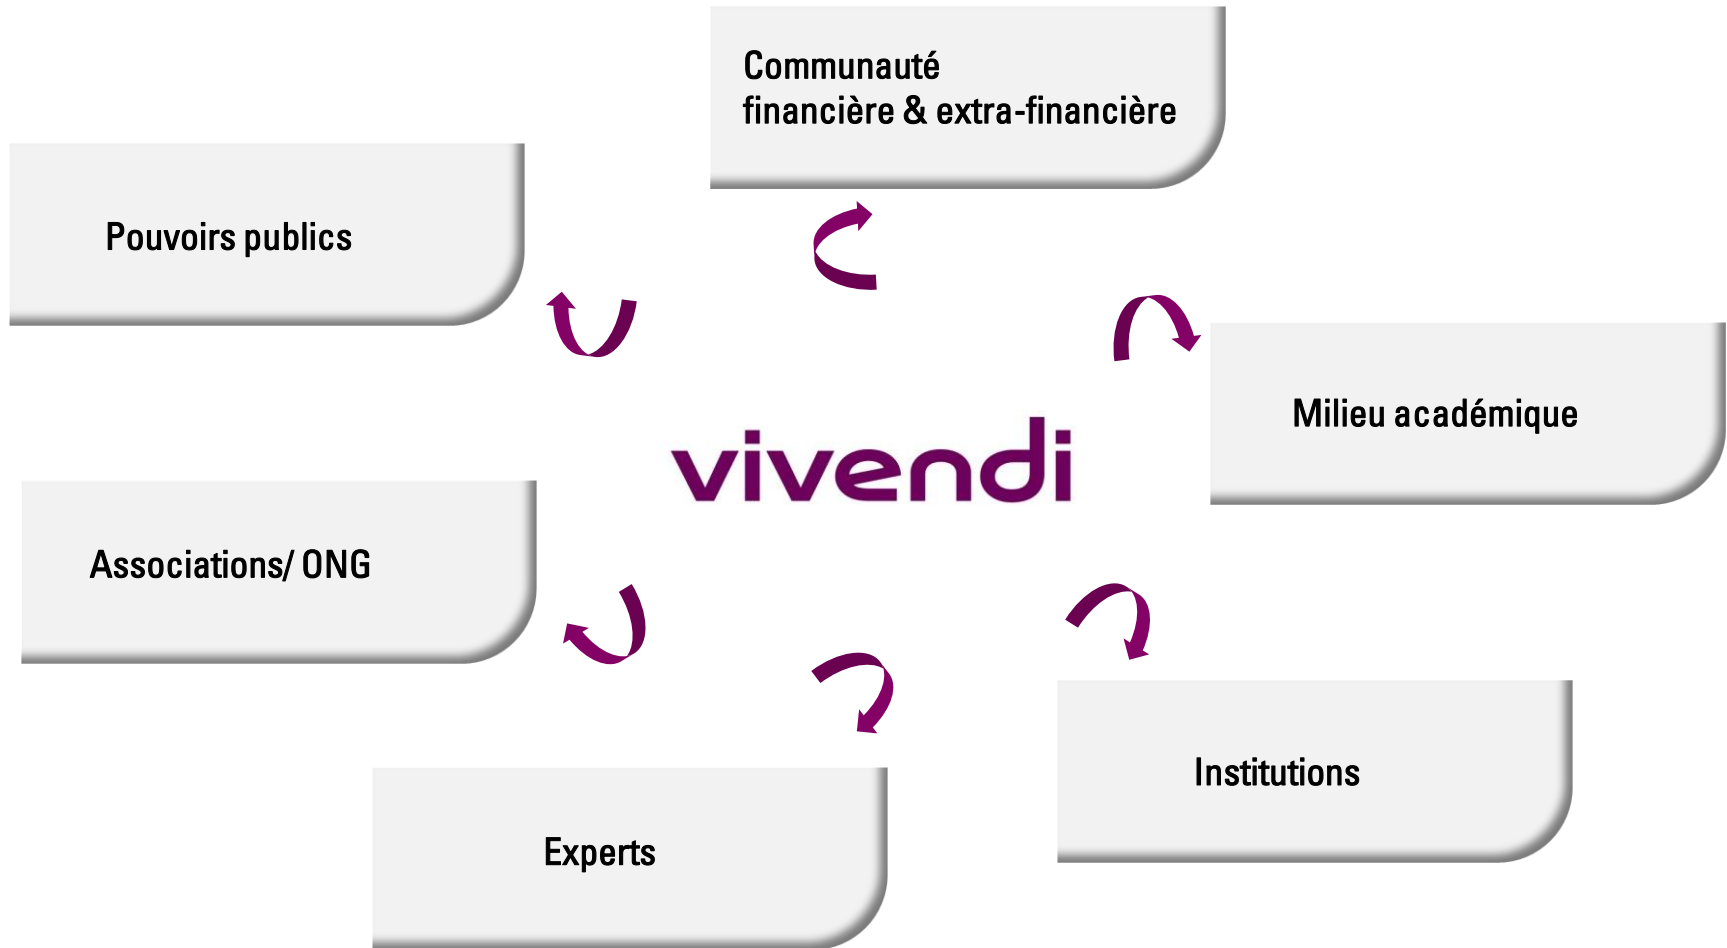 Communauté
financière & extra-financière
Pouvoirs publics
Milieu académique
vivendi
Associations/ ONG
Institutions
Experts